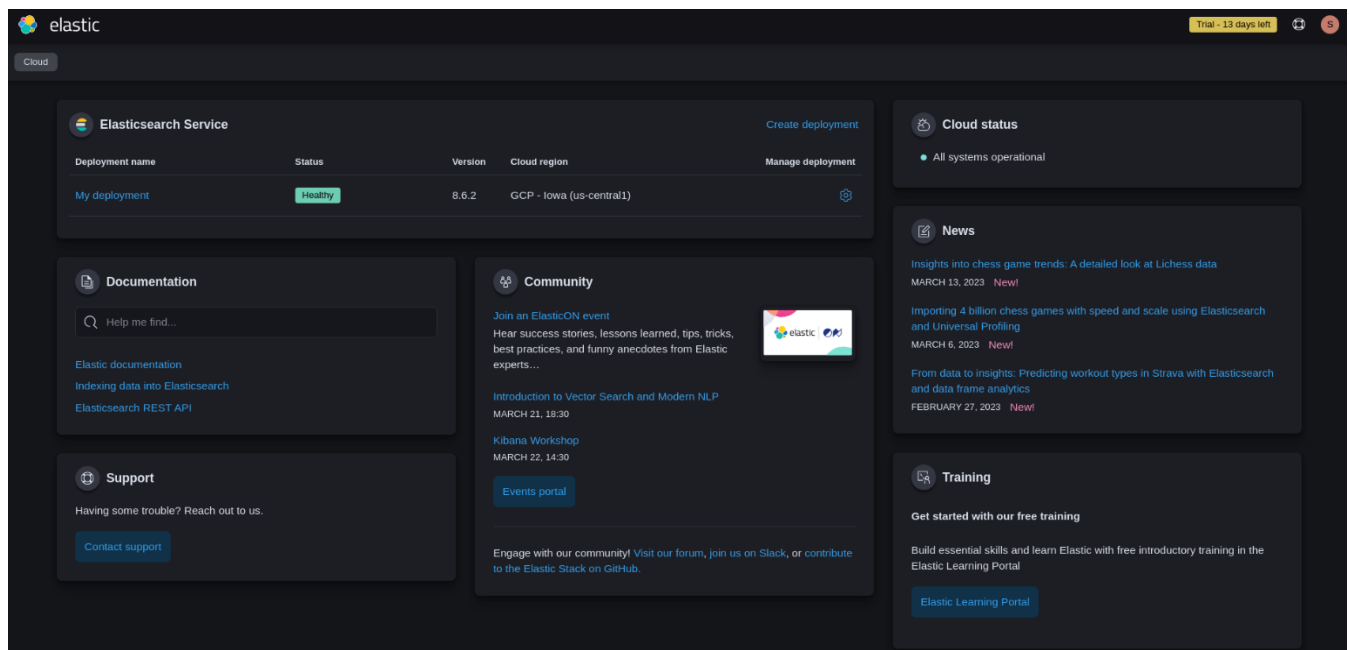 elastic
Trial - 13 days left
S
Cloud
Elasticsearch Service
Create deployment
Deployment name Status Version Cloud region Manage deployment
My deployment Healthy 8.6.2 GCP - Iowa (us-central1)
Documentation
Help me find...
Elastic documentation
Indexing data into Elasticsearch
Elasticsearch REST API
Support
Having some trouble? Reach out to us.
Contact support
Community
Join an ElasticON event
Hear success stories, lessons learned, tips, tricks,
best practices, and funny anecdotes from Elastic
experts…
elastic ON
Introduction to Vector Search and Modern NLP
MARCH 21, 18:30
Kibana Workshop
MARCH 22, 14:30
Events portal
Engage with our community! Visit our forum, join us on Slack, or contribute
to the Elastic Stack on GitHub.
Cloud status
All systems operational
News
Insights into chess game trends: A detailed look at Lichess data
MARCH 13, 2023 New!
Importing 4 billion chess games with speed and scale using Elasticsearch
and Universal Profiling
MARCH 6, 2023 New!
From data to insights: Predicting workout types in Strava with Elasticsearch
and data frame analytics
FEBRUARY 27, 2023 New!
Training
Get started with our free training
Build essential skills and learn Elastic with free introductory training in the
Elastic Learning Portal
Elastic Learning Portal